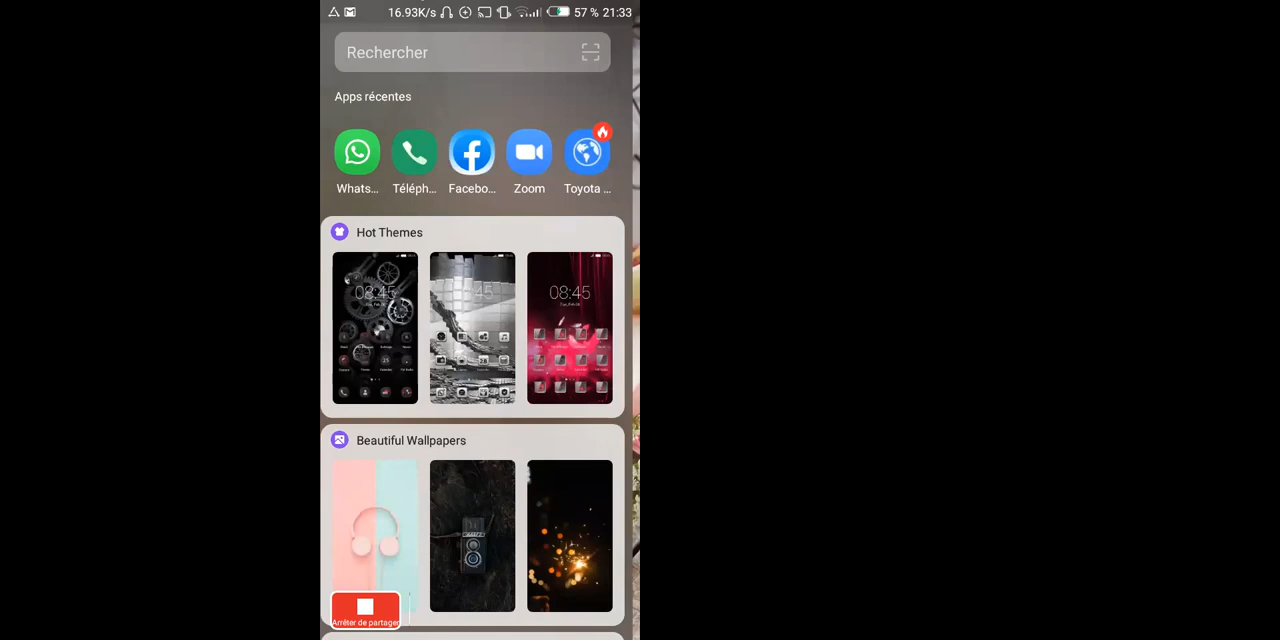 16.93K/s 57 % 21:33
Rechercher
Apps récentes
Whats... Téléph... Facebo... Zoom Toyota ...
Hot Themes
08:45 45 08:45
Beautiful Wallpapers
Arrêter de partager